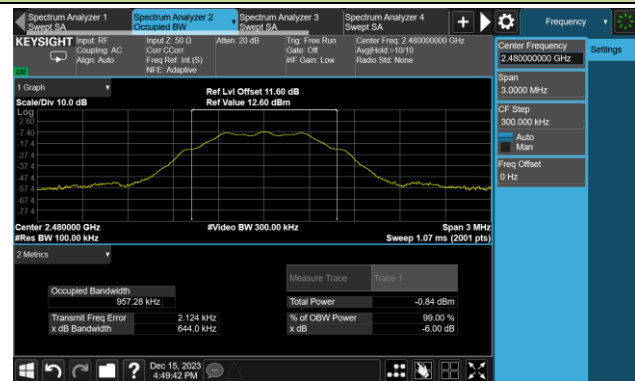 Spectrum Analyzer 1
Swept SA
Spectrum Analyzer 2
Occupied BW
Spectrum Analyzer 3
Swept SA
Spectrum Analyzer 4
Swept SA
Frequency
KEYSIGHT
Input: RF
Coupling: AC
Align: Auto
Input Z: 50 Ω
Corr CCorr
Freq Ref: Int (S)
NFE: Adaptive
Atten: 20 dB
Trig: Free Run
Gate: Off
#IF Gain: Low
Center Freq: 2.480000000 GHz
Avg|Hold:>10/10
Radio Std: None
Center Frequency
2.480000000 GHz
Settings
Span
3.0000 MHz
CF Step
300.000 kHz
Auto
Man
Freq Offset
0 Hz
1 Graph
Scale/Div 10.0 dB
Ref Lvl Offset 11.60 dB
Ref Value 12.60 dBm
Log
2.60
-7.40
-17.4
-27.4
-37.4
-47.4
-57.4
-67.4
-77.4
Center 2.480000 GHz
#Res BW 100.00 kHz
#Video BW 300.00 kHz
Span 3 MHz
Sweep 1.07 ms (2001 pts)
2 Metrics
Measure Trace
Trace 1
Occupied Bandwidth
957.28 kHz
Total Power
-0.84 dBm
Transmit Freq Error
2.124 kHz
% of OBW Power
99.00 %
x dB Bandwidth
644.0 kHz
x dB
-6.00 dB
?
Dec 15, 2023
4:49:42 PM